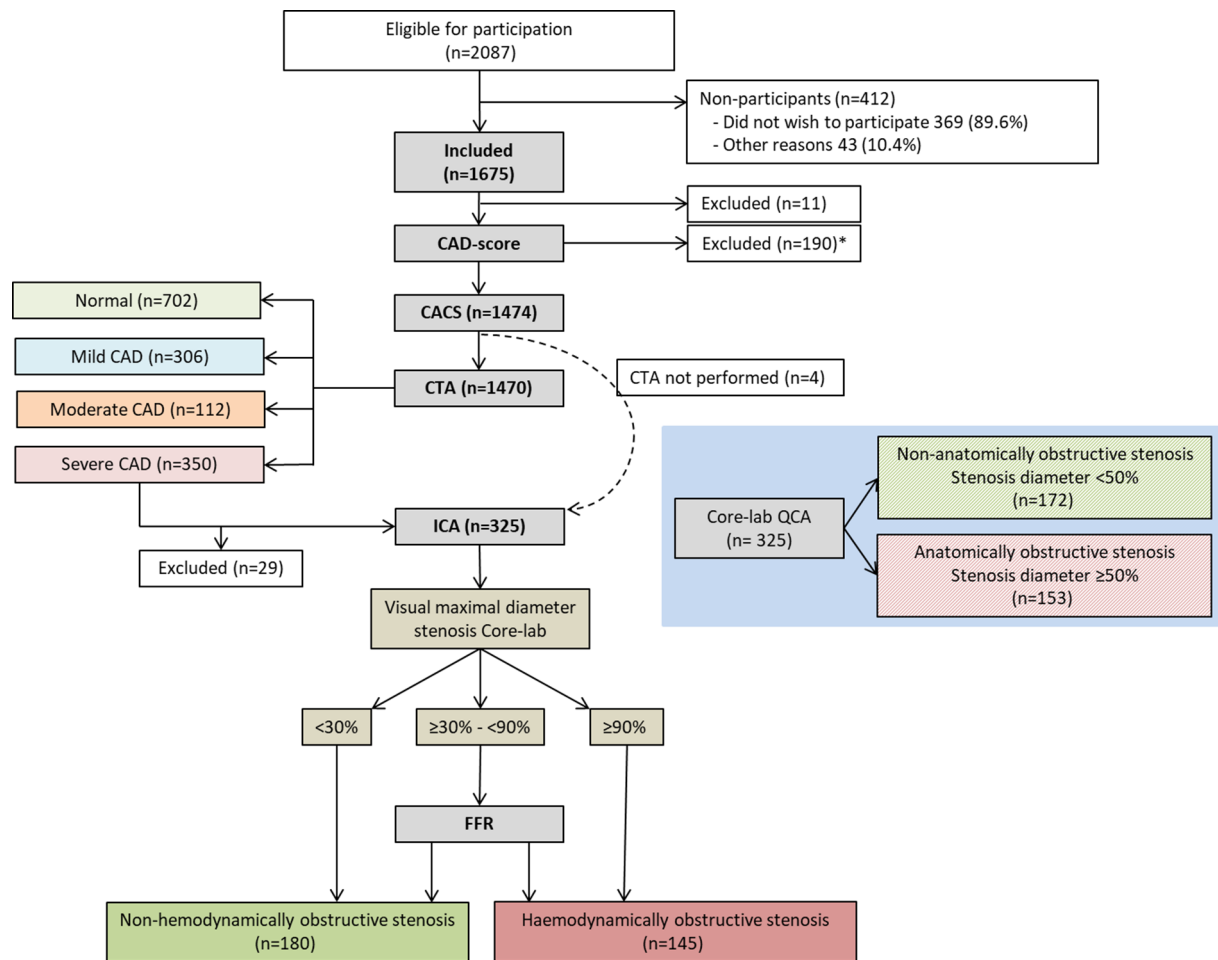 Eligible for participation
(n=2087)
Non-participants (n=412)
- Did not wish to participate 369 (89.6%)
- Other reasons 43 (10.4%)
Included
(n=1675)
Excluded (n=11)
CAD-score
Excluded (n=190)*
Normal (n=702)
CACS (n=1474)
Mild CAD (n=306)
CTA (n=1470)
CTA not performed (n=4)
Moderate CAD (n=112)
Severe CAD (n=350)
ICA (n=325)
Excluded (n=29)
Core-lab QCA
(n= 325)
Non-anatomically obstructive stenosis
Stenosis diameter <50%
(n=172)
Anatomically obstructive stenosis
Stenosis diameter ≥50%
(n=153)
Visual maximal diameter
stenosis Core-lab
<30%
≥30% - <90%
≥90%
FFR
Non-hemodynamically obstructive stenosis
(n=180)
Haemodynamically obstructive stenosis
(n=145)